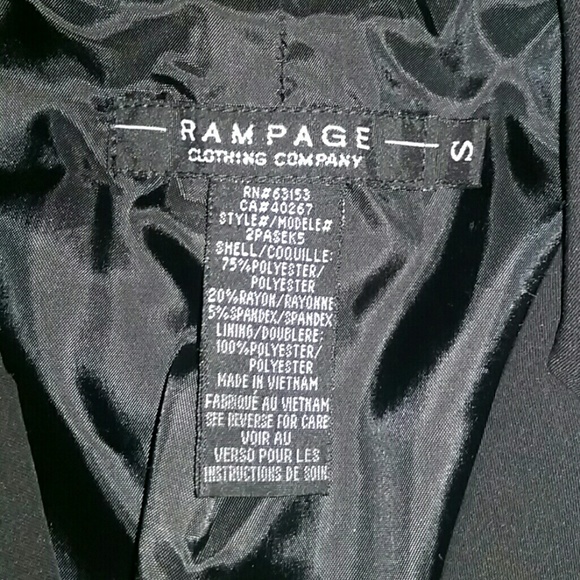 RAMPAGE
CLOTHING COMPANY
S
RN#63153
CA#40267
STYLE#/MODELE#
2PASEK5
SHELL/COQUILLE:
75%POLYESTER/
POLYESTER
20%RAYON/RAYONNE
5%SPANDEX/SPANDEX
LINING/DOUBLERE:
100%POLYESTER/
POLYESTER
MADE IN VIETNAM
FABRIQUÉ AU VIETNAM
SEE REVERSE FOR CARE
VOIR AU
VERSO POUR LES
INSTRUCTIONS DE SOIN